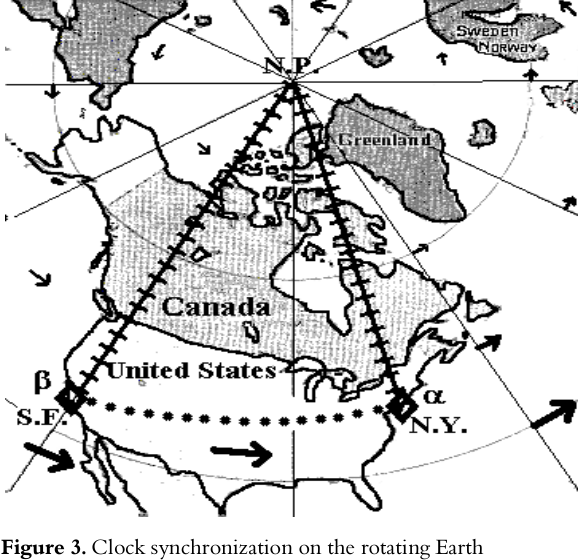 Sweden
Norway
N.P.
Greenland
Canada
United States
β
α
S.F.
N.Y.
Figure 3. Clock synchronization on the rotating Earth